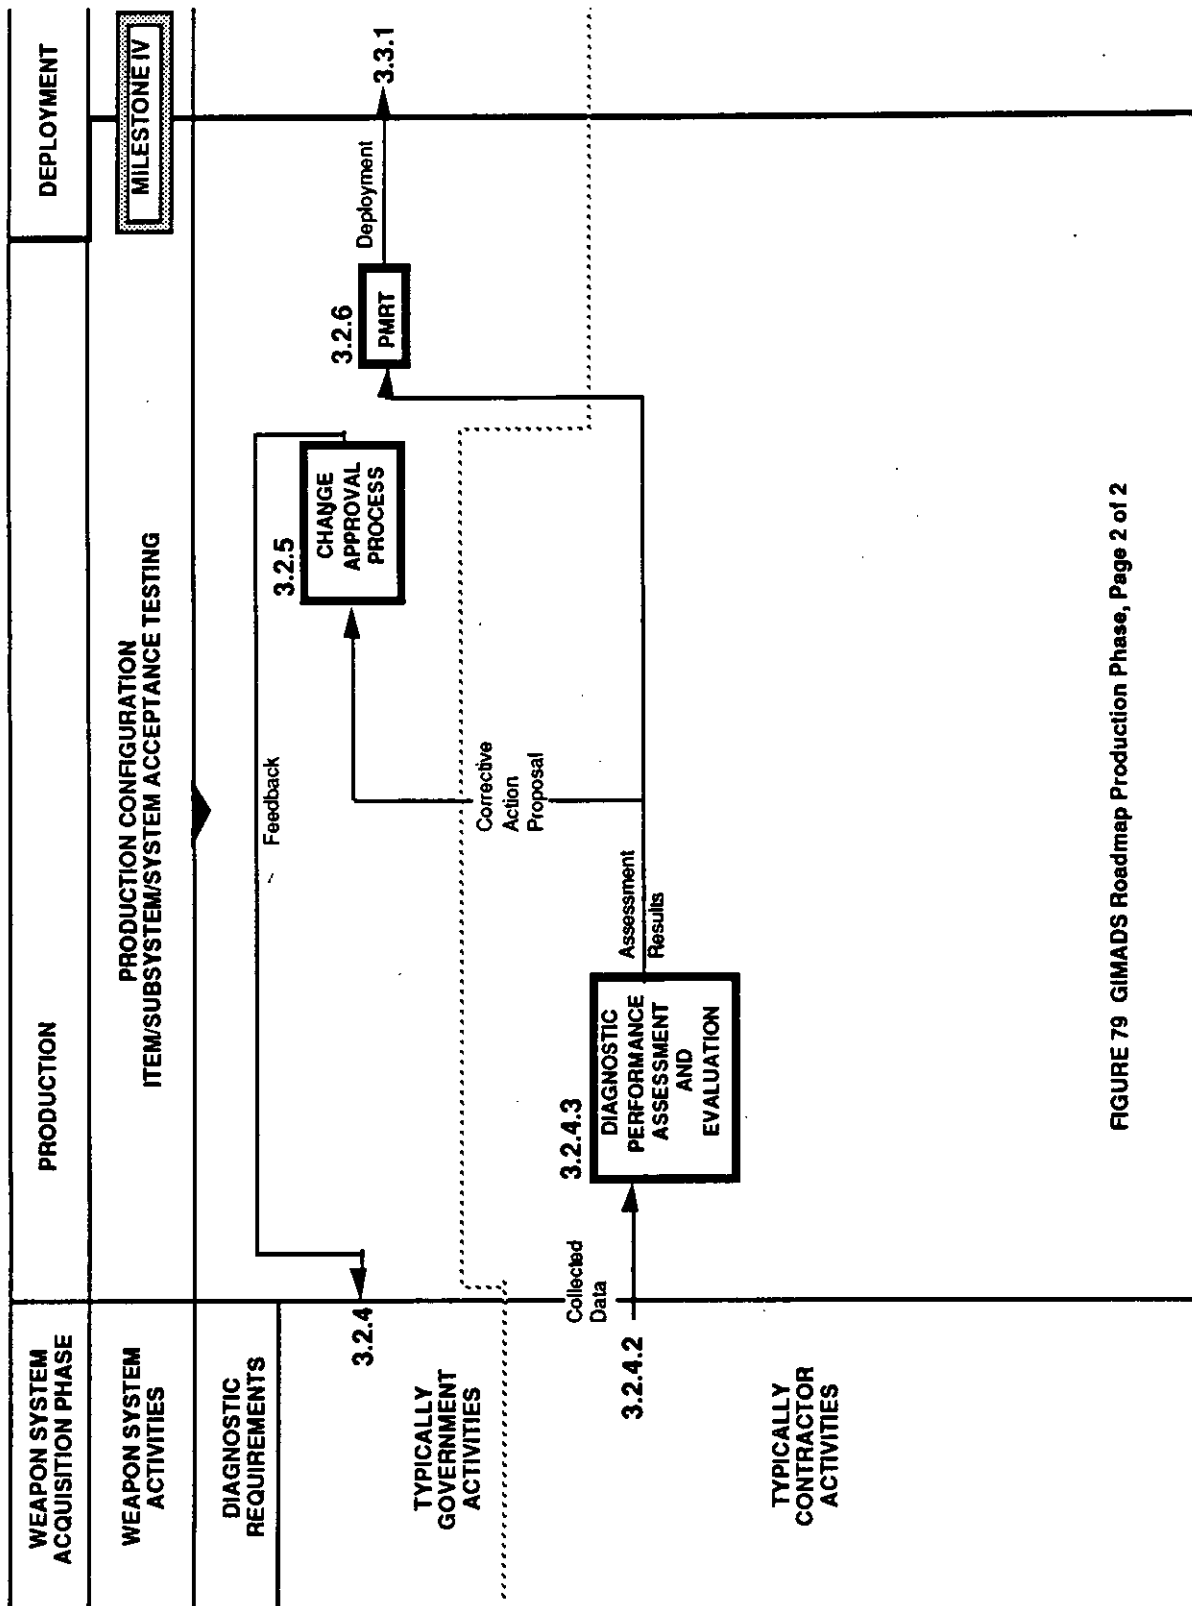 WEAPON SYSTEM
ACQUISITION PHASE
PRODUCTION
DEPLOYMENT
WEAPON SYSTEM
ACTIVITIES
PRODUCTION CONFIGURATION
ITEM/SUBSYSTEM/SYSTEM ACCEPTANCE TESTING
MILESTONE IV
DIAGNOSTIC
REQUIREMENTS
Feedback
3.2.4
3.2.5
CHANGE
APPROVAL
PROCESS
3.2.6
PMRT
Deployment
3.3.1
TYPICALLY
GOVERNMENT
ACTIVITIES
Corrective
Action
Proposal
Collected
Data
3.2.4.2
3.2.4.3
DIAGNOSTIC
PERFORMANCE
ASSESSMENT
AND
EVALUATION
Assessment
Results
TYPICALLY
CONTRACTOR
ACTIVITIES
FIGURE 79 GIMADS Roadmap Production Phase, Page 2 of 2